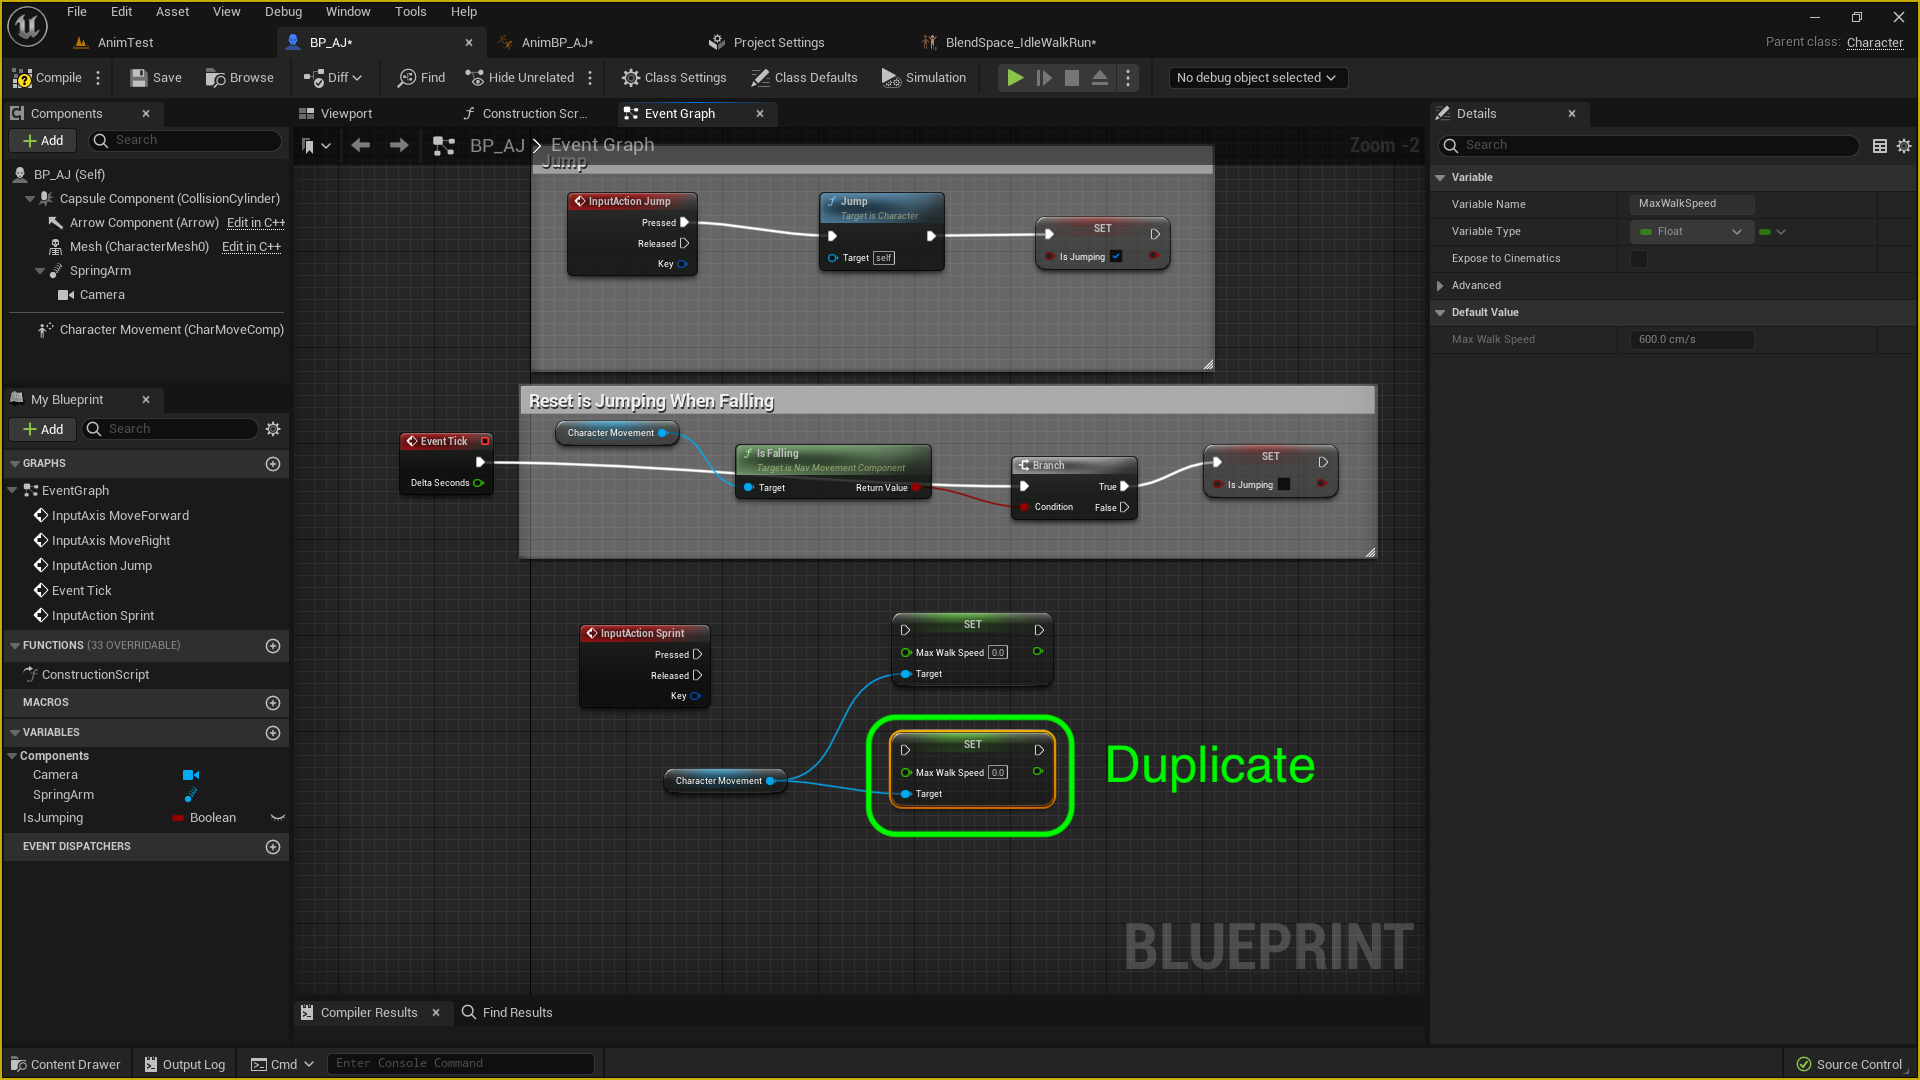 File Edit Asset View Debug Window Tools Help
AnimTest
BP_AJ*
AnimBP_AJ*
Project Settings
BlendSpace_IdleWalkRun*
Parent class: Character
Compile
Save
Browse
Diff
Find
Hide Unrelated
Class Settings
Class Defaults
Simulation
No debug object selected
Components
Add
Search
BP_AJ (Self)
Capsule Component (CollisionCylinder)
Arrow Component (Arrow) Edit in C++
Mesh (CharacterMesh0) Edit in C++
SpringArm
Camera
Character Movement (CharMoveComp)
My Blueprint
Add
Search
GRAPHS
EventGraph
InputAxis MoveForward
InputAxis MoveRight
InputAction Jump
Event Tick
InputAction Sprint
FUNCTIONS (33 OVERRIDABLE)
ConstructionScript
MACROS
VARIABLES
Components
Camera
SpringArm
IsJumping Boolean
EVENT DISPATCHERS
Viewport
Construction Scr...
Event Graph
BP_AJ > Event Graph
Zoom -2
Jump
InputAction Jump
Pressed
Released
Key
Jump
Target is Character
Target self
SET
Is Jumping
Reset is Jumping When Falling
Event Tick
Delta Seconds
Character Movement
Is Falling
Target is Nav Movement Component
Target Return Value
Branch
True
Condition False
SET
Is Jumping
InputAction Sprint
Pressed
Released
Key
Character Movement
SET
Max Walk Speed 0.0
Target
SET
Max Walk Speed 0.0
Target
Duplicate
BLUEPRINT
Details
Search
Variable
Variable Name MaxWalkSpeed
Variable Type Float
Expose to Cinematics
Advanced
Default Value
Max Walk Speed 600.0 cm/s
Compiler Results
Find Results
Content Drawer
Output Log
Cmd
Enter Console Command
Source Control